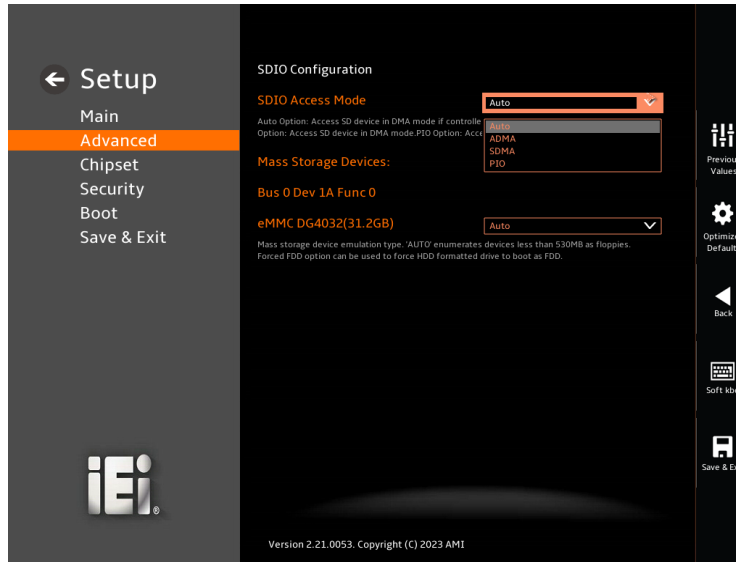 Setup
Main
Advanced
Chipset
Security
Boot
Save & Exit
iEi®
SDIO Configuration
SDIO Access Mode
Auto
Auto Option: Access SD device in DMA mode if controlle
Option: Access SD device in DMA mode.PIO Option: Acce
Auto
ADMA
SDMA
PIO
Mass Storage Devices:
Bus 0 Dev 1A Func 0
eMMC DG4032(31.2GB)
Auto
Mass storage device emulation type. 'AUTO' enumerates devices less than 530MB as floppies.
Forced FDD option can be used to force HDD formatted drive to boot as FDD.
Version 2.21.0053. Copyright (C) 2023 AMI
Previou
Values
Optimize
Default
Back
Soft kb
Save & Ex